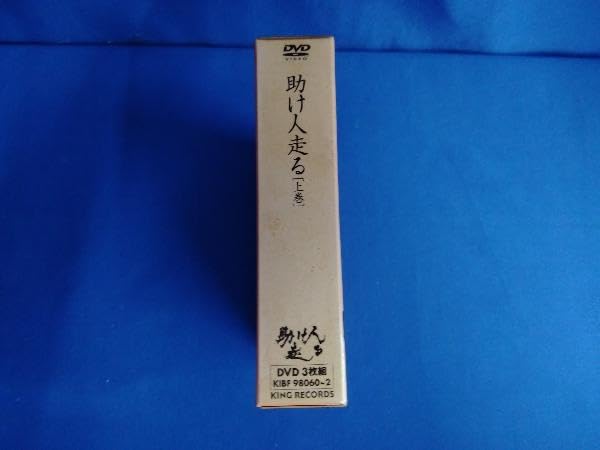 DVD
VIDEO
助け人走る[上巻]
助け人
走る
DVD 3枚組
KIBF 98060~2
KING RECORDS